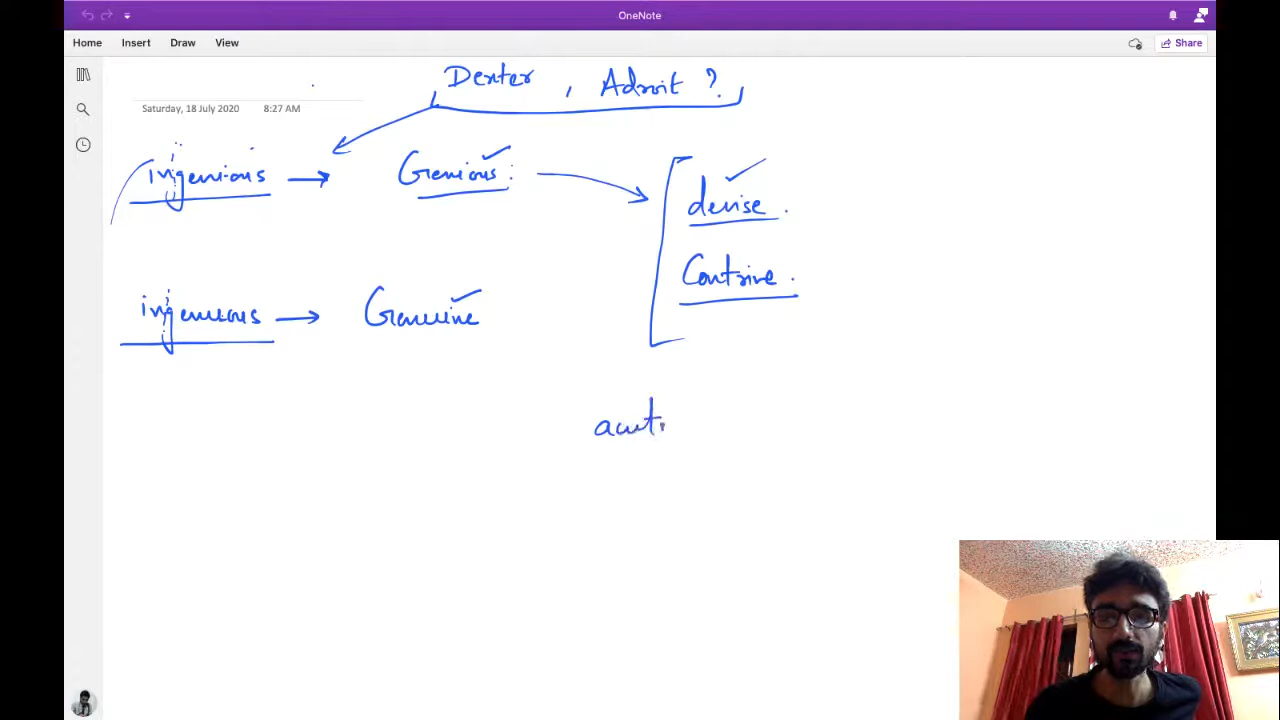 OneNote
Home Insert Draw View Share
Dexter, Adroit ?
Saturday, 18 July 2020 8:27 AM
ingenious → Genious :
devise .
Contrive .
ingenuous → Genuine
acut